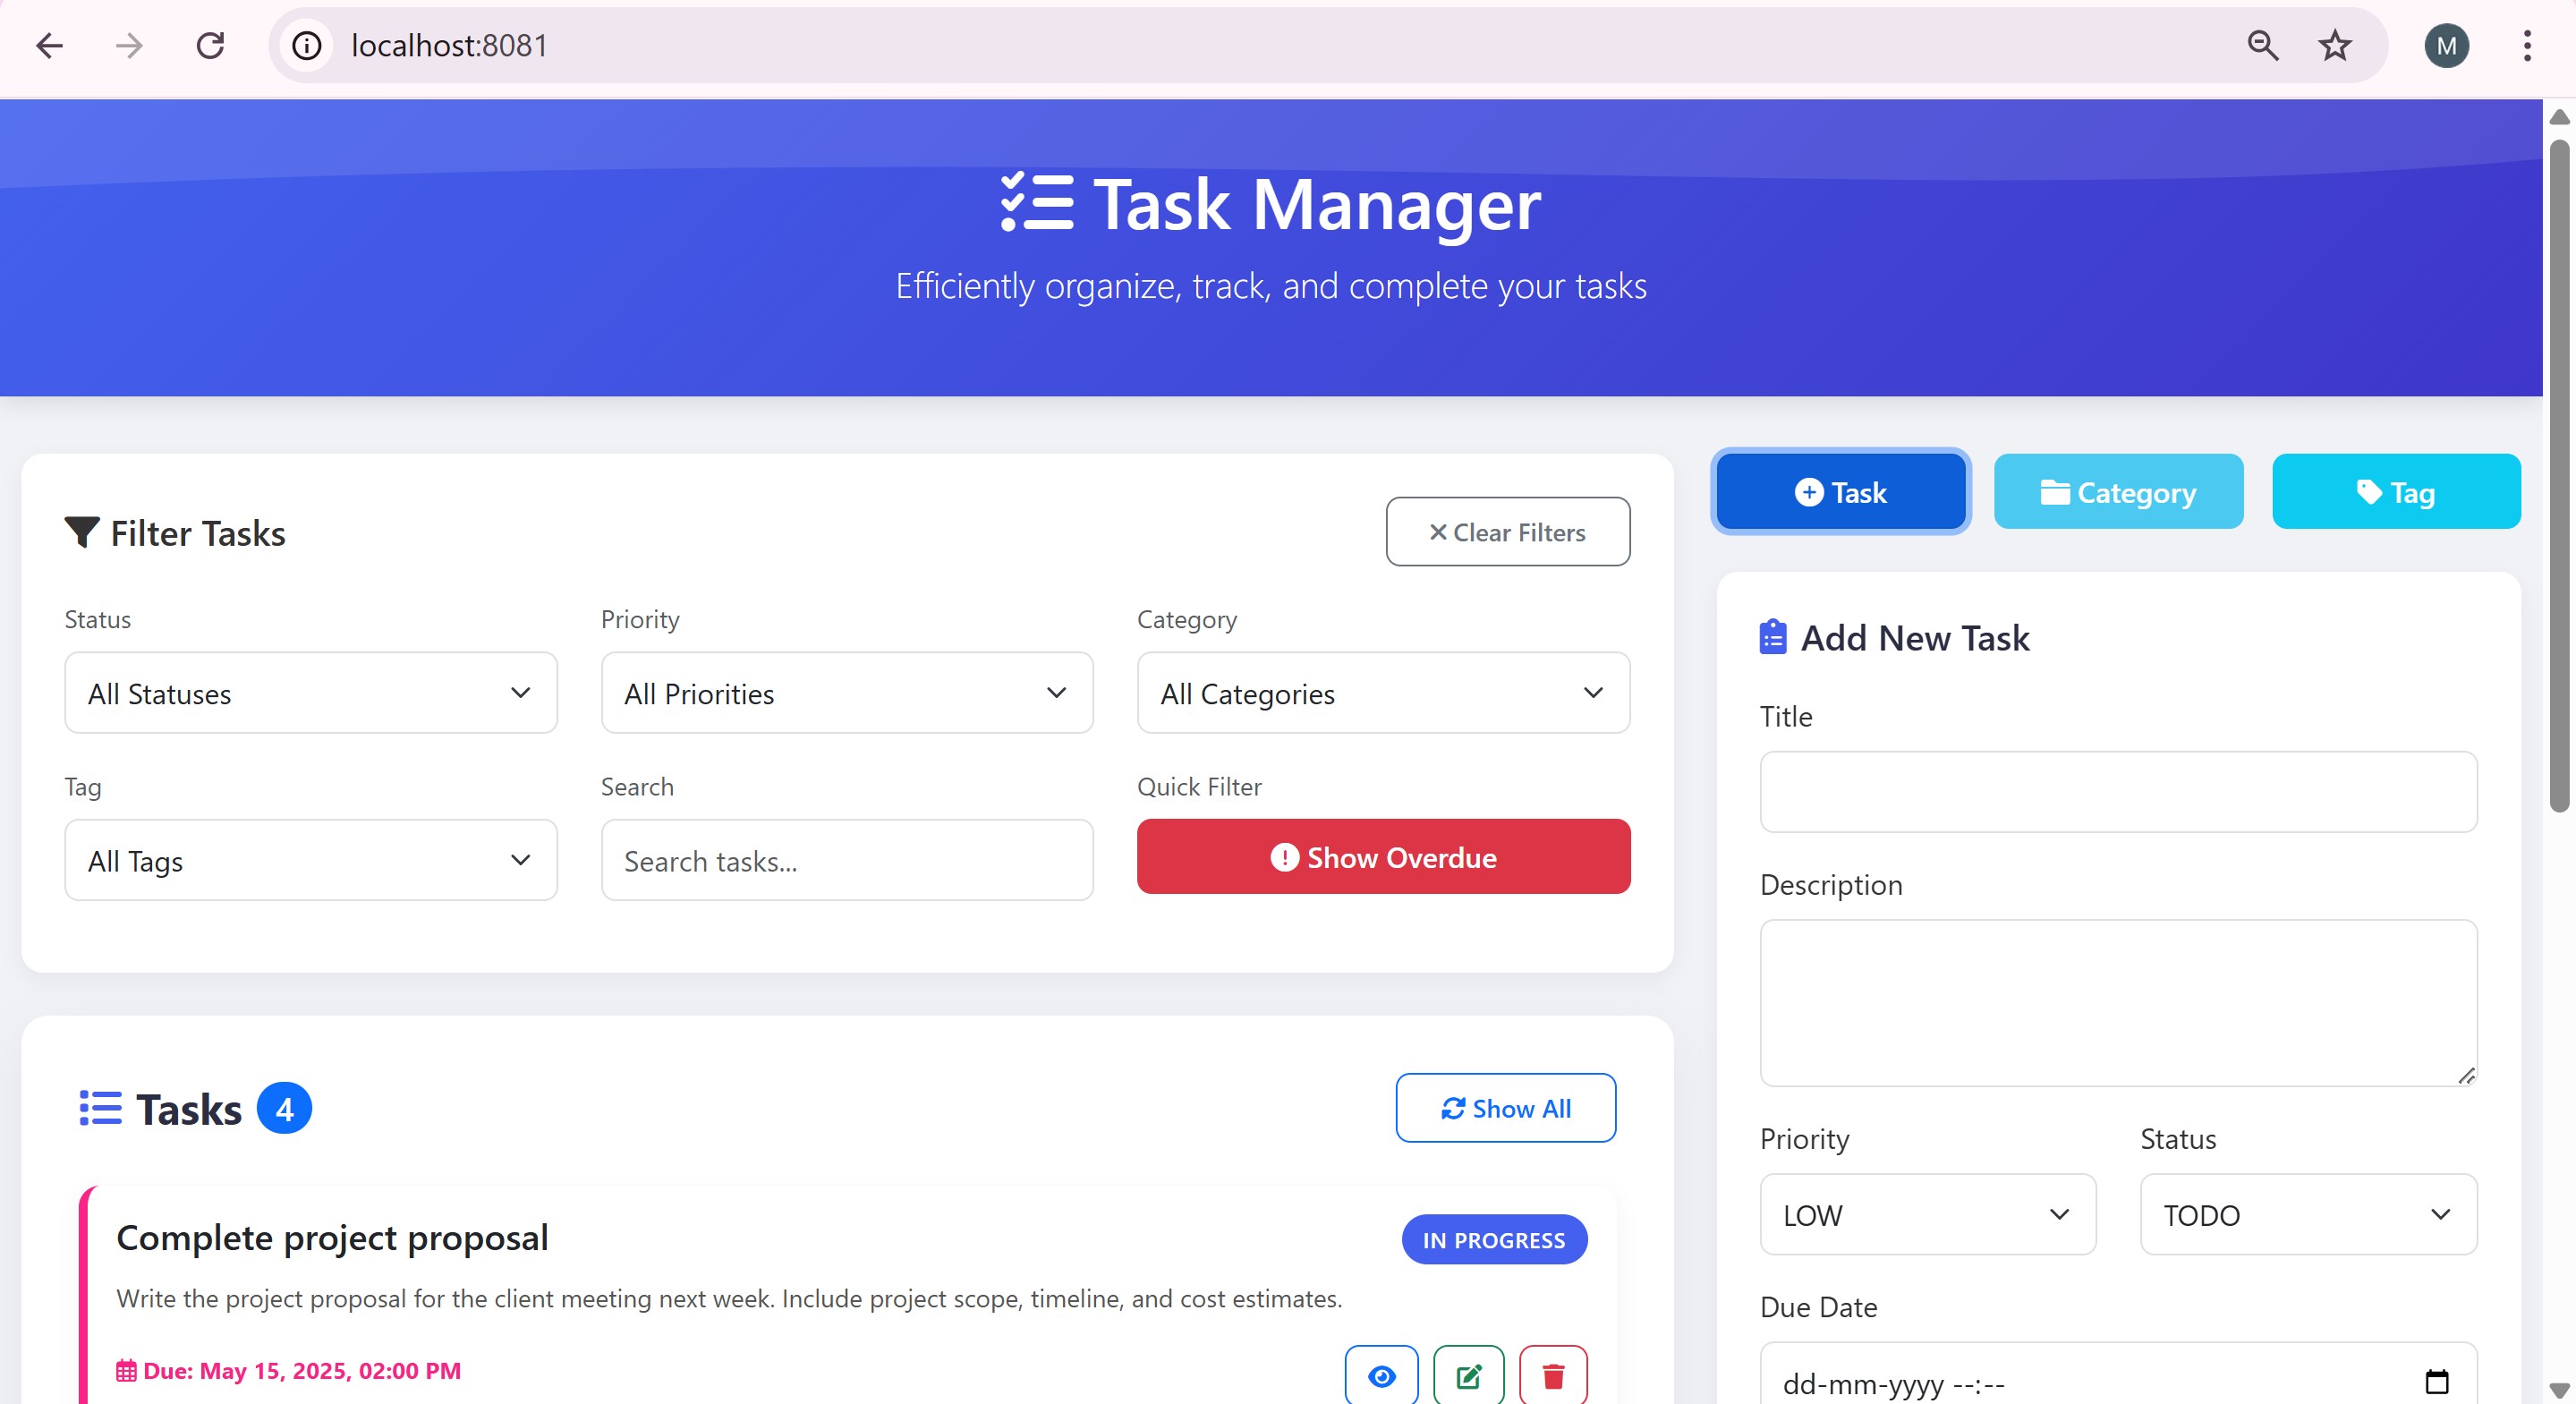 localhost:8081
M
Task Manager
Efficiently organize, track, and complete your tasks
Filter Tasks
Clear Filters
Status
Priority
Category
All Statuses
All Priorities
All Categories
Tag
Search
Quick Filter
All Tags
Search tasks...
Show Overdue
Tasks 4
Show All
Complete project proposal
IN PROGRESS
Write the project proposal for the client meeting next week. Include project scope, timeline, and cost estimates.
Due: May 15, 2025, 02:00 PM
Task
Category
Tag
Add New Task
Title
Description
Priority
Status
LOW
TODO
Due Date
dd-mm-yyyy --:--